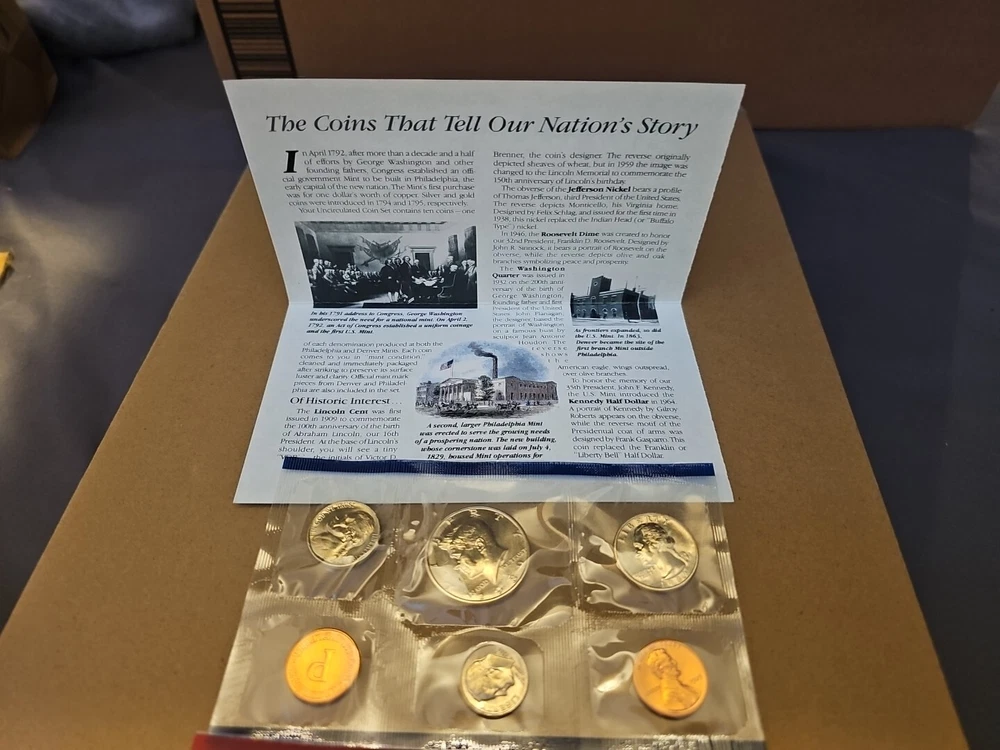 The Coins That Tell Our Nation's Story
In April 1792, after more than a decade and a half
of efforts by George Washington and other
founding fathers, Congress established an offi-
cial government Mint to be built in Philadelphia, the
early capital of the new nation. The Mint's first purchase
was for one dollar's worth of copper. Silver and gold
coins were introduced in 1794 and 1795, respectively.
Your Uncirculated Coin Set contains ten coins – one
In his 1791 address to Congress, George Washington
underscored the need for a national mint. On April 2,
1792, an Act of Congress established a uniform coinage
and the first U.S. Mint.
of each denomination produced at both the
Philadelphia and Denver Mints. Each coin
comes to you in "mint condition,"
cleaned and immediately packaged
after striking to preserve its surface
luster and clarity. Official mint mark
pieces from Denver and Philadel-
phia are also included in the set.
Of Historic Interest...
The Lincoln Cent was first
issued in 1909 to commemorate
the 100th anniversary of the birth
of Abraham Lincoln, our 16th
President. At the base of Lincoln's
shoulder, you will see a tiny
the initials of Victor D.
A second, larger Philadelphia Mint
was erected to serve the growing needs
of a prospering nation. The new building,
whose cornerstone was laid on July 4,
1829, housed Mint operations for
Brenner, the coin's designer. The reverse originally
depicted sheaves of wheat, but in 1959 the image was
changed to the Lincoln Memorial to commemorate the
150th anniversary of Lincoln's birthday.
The obverse of the Jefferson Nickel bears a profile
of Thomas Jefferson, third President of the United States.
The reverse depicts Monticello, his Virginia home.
Designed by Felix Schlag, and issued for the first time in
1938, this nickel replaced the Indian Head (or "Buffalo
Type") nickel.
In 1946, the Roosevelt Dime was created to honor
our 32nd President, Franklin D. Roosevelt. Designed by
John R. Sinnock, it bears a portrait of Roosevelt on the
obverse, while the reverse depicts olive and oak
branches symbolizing peace and prosperity.
The Washington
Quarter was issued in
1932 on the 200th anni-
versary of the birth of
George Washington,
founding father and first
President of the United
States. John Flanagan,
the designer, based the
portrait of Washington
on a famous bust by
sculptor Jean Antoine
Houdon. The
reverse
shows
the
American eagle, wings outspread,
over olive branches.
As frontiers expanded, so did
the U.S. Mint. In 1863,
Denver became the site of the
first branch Mint outside
Philadelphia.
To honor the memory of our
35th President, John F. Kennedy,
the U.S. Mint introduced the
Kennedy Half Dollar in 1964.
A portrait of Kennedy by Gilroy
Roberts appears on the obverse,
while the reverse motif of the
Presidential coat of arms was
designed by Frank Gasparro. This
coin replaced the Franklin or
"Liberty Bell" Half Dollar.
LIBERTY
P